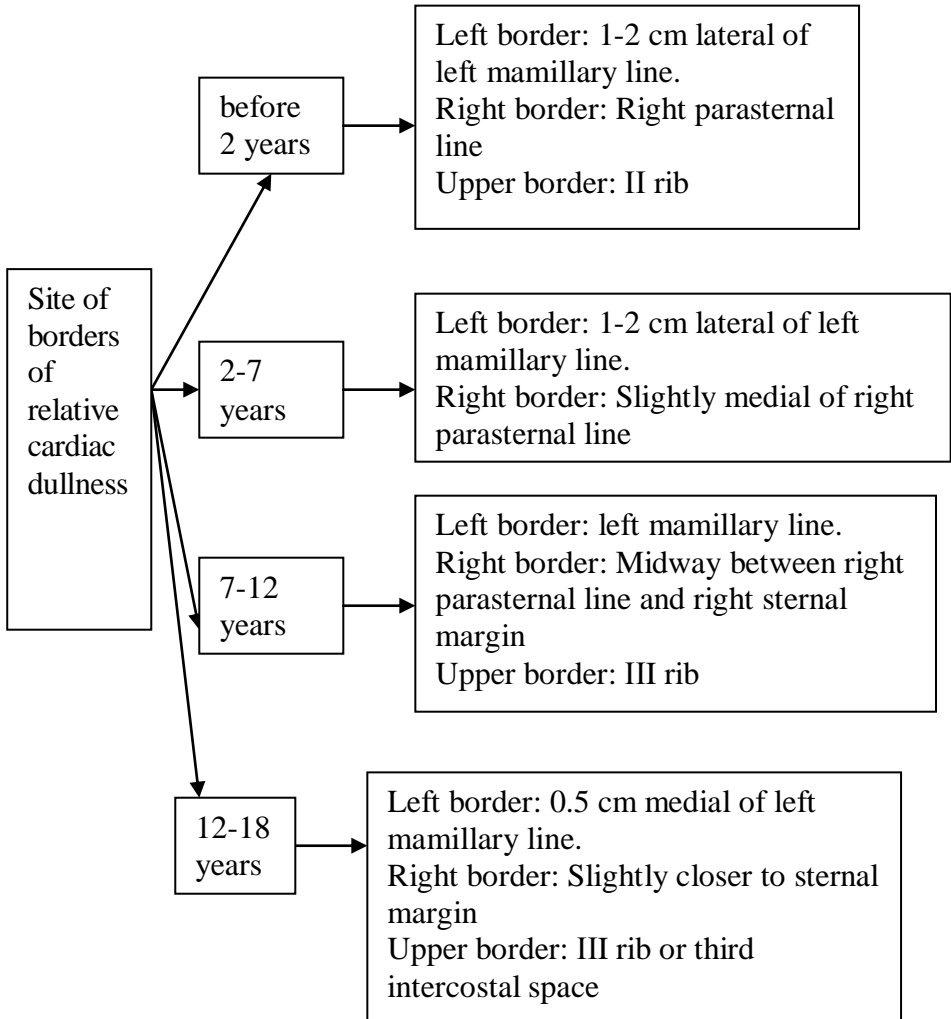 Site of
borders
of
relative
cardiac
dullness
before
2 years
Left border: 1-2 cm lateral of
left mamillary line.
Right border: Right parasternal
line
Upper border: II rib
2-7
years
Left border: 1-2 cm lateral of left
mamillary line.
Right border: Slightly medial of right
parasternal line
7-12
years
Left border: left mamillary line.
Right border: Midway between right
parasternal line and right sternal
margin
Upper border: III rib
12-18
years
Left border: 0.5 cm medial of left
mamillary line.
Right border: Slightly closer to sternal
margin
Upper border: III rib or third
intercostal space